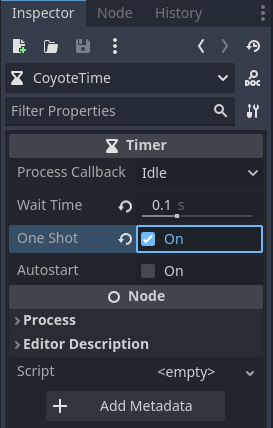 Inspector Node History
CoyoteTime DOC
Filter Properties
Timer
Process Callback Idle
Wait Time 0.1 s
One Shot On
Autostart On
Node
Process
Editor Description
Script <empty>
Add Metadata